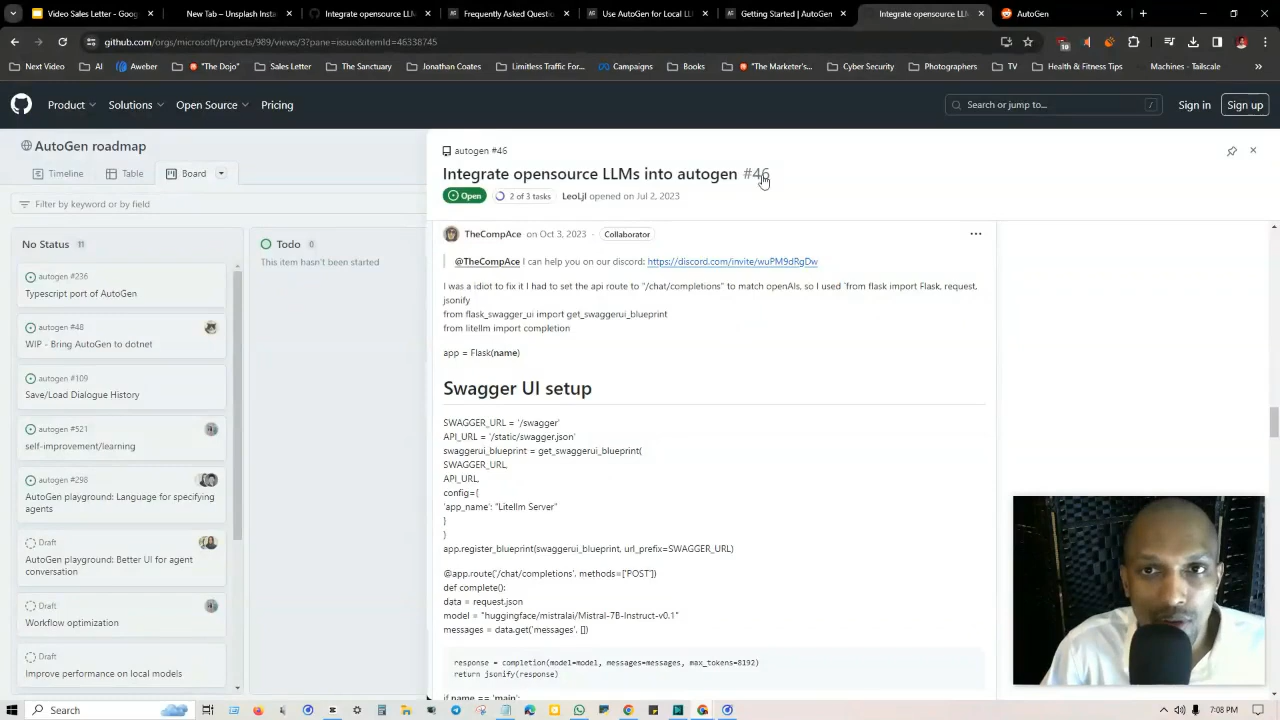 Video Sales Letter - Google
New Tab - Unsplash Insta
Integrate opensource LLM
Frequently Asked Questio
Use AutoGen for Local LL
Getting Started | AutoGen
Integrate opensource LLM
AutoGen
github.com/orgs/microsoft/projects/989/views/3?pane=issue&itemId=46338745
Next Video
AI
Aweber
"The Dojo"
Sales Letter
The Sanctuary
Jonathan Coates
Limitless Traffic For...
Campaigns
Books
"The Marketer's...
Cyber Security
Photographers
TV
Health & Fitness Tips
Machines - Tailscale
Product
Solutions
Open Source
Pricing
Search or jump to...
/
Sign in
Sign up
AutoGen roadmap
Timeline
Table
Board
Filter by keyword or by field
No Status 11
autogen #236
Typescript port of AutoGen
autogen #48
WIP - Bring AutoGen to dotnet
autogen #109
Save/Load Dialogue History
autogen #521
self-improvement/learning
autogen #298
AutoGen playground: Language for specifying
agents
Draft
AutoGen playground: Better UI for agent
conversation
Draft
Workflow optimization
Draft
Improve performance on local models
Todo 0
This item hasn't been started
autogen #46
Integrate opensource LLMs into autogen #46
Open
2 of 3 tasks
LeoLjl opened on Jul 2, 2023
TheCompAce on Oct 3, 2023 · Collaborator
@TheCompAce I can help you on our discord: https://discord.com/invite/wuPM9dRgDw
I was a idiot to fix it I had to set the api route to "/chat/completions" to match openAIs, so I used `from flask import Flask, request,
jsonify
from flask_swagger_ui import get_swaggerui_blueprint
from litellm import completion
app = Flask(name)
Swagger UI setup
SWAGGER_URL = '/swagger'
API_URL = '/static/swagger.json'
swaggerui_blueprint = get_swaggerui_blueprint(
SWAGGER_URL,
API_URL,
config={
'app_name': "Litellm Server"
}
)
app.register_blueprint(swaggerui_blueprint, url_prefix=SWAGGER_URL)
@app.route('/chat/completions', methods=['POST'])
def complete():
data = request.json
model = "huggingface/mistralai/Mistral-7B-Instruct-v0.1"
messages = data.get('messages', [])
response = completion(model=model, messages=messages, max_tokens=8192)
return jsonify(response)
if name == 'main':
Search
7:08 PM